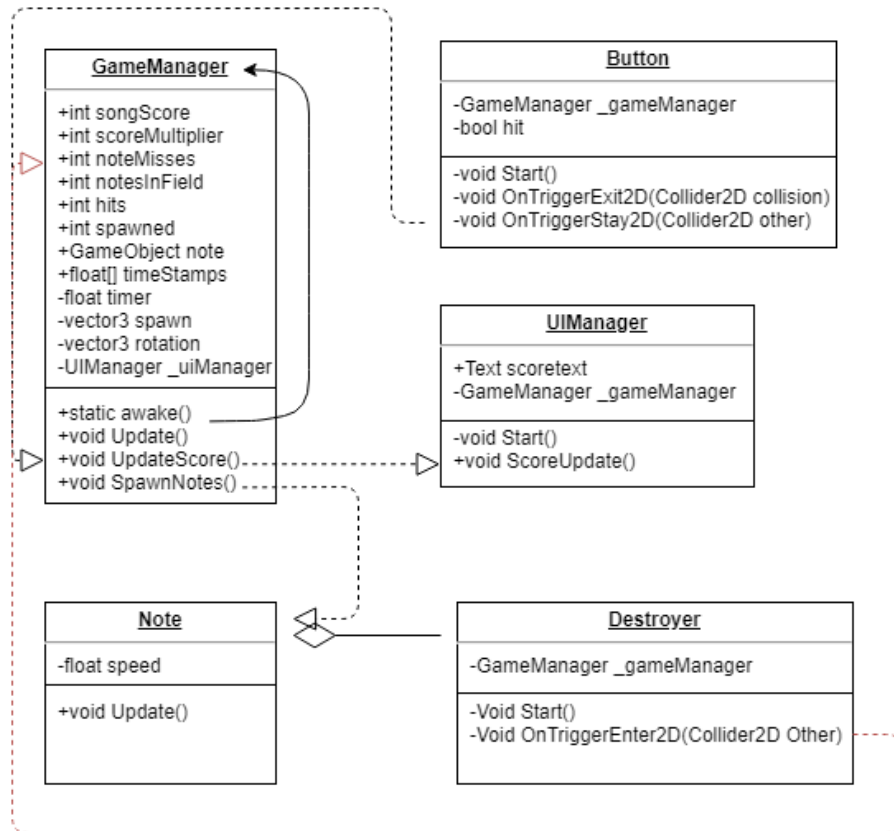 GameManager
+int songScore
+int scoreMultiplier
+int noteMisses
+int notesInField
+int hits
+int spawned
+GameObject note
+float[] timeStamps
-float timer
-vector3 spawn
-vector3 rotation
-UIManager _uiManager
+static awake()
+void Update()
+void UpdateScore()
+void SpawnNotes()
Button
-GameManager _gameManager
-bool hit
-void Start()
-void OnTriggerExit2D(Collider2D collision)
-void OnTriggerStay2D(Collider2D other)
UIManager
+Text scoretext
-GameManager _gameManager
-void Start()
+void ScoreUpdate()
Note
-float speed
+void Update()
Destroyer
-GameManager _gameManager
-Void Start()
-Void OnTriggerEnter2D(Collider2D Other)